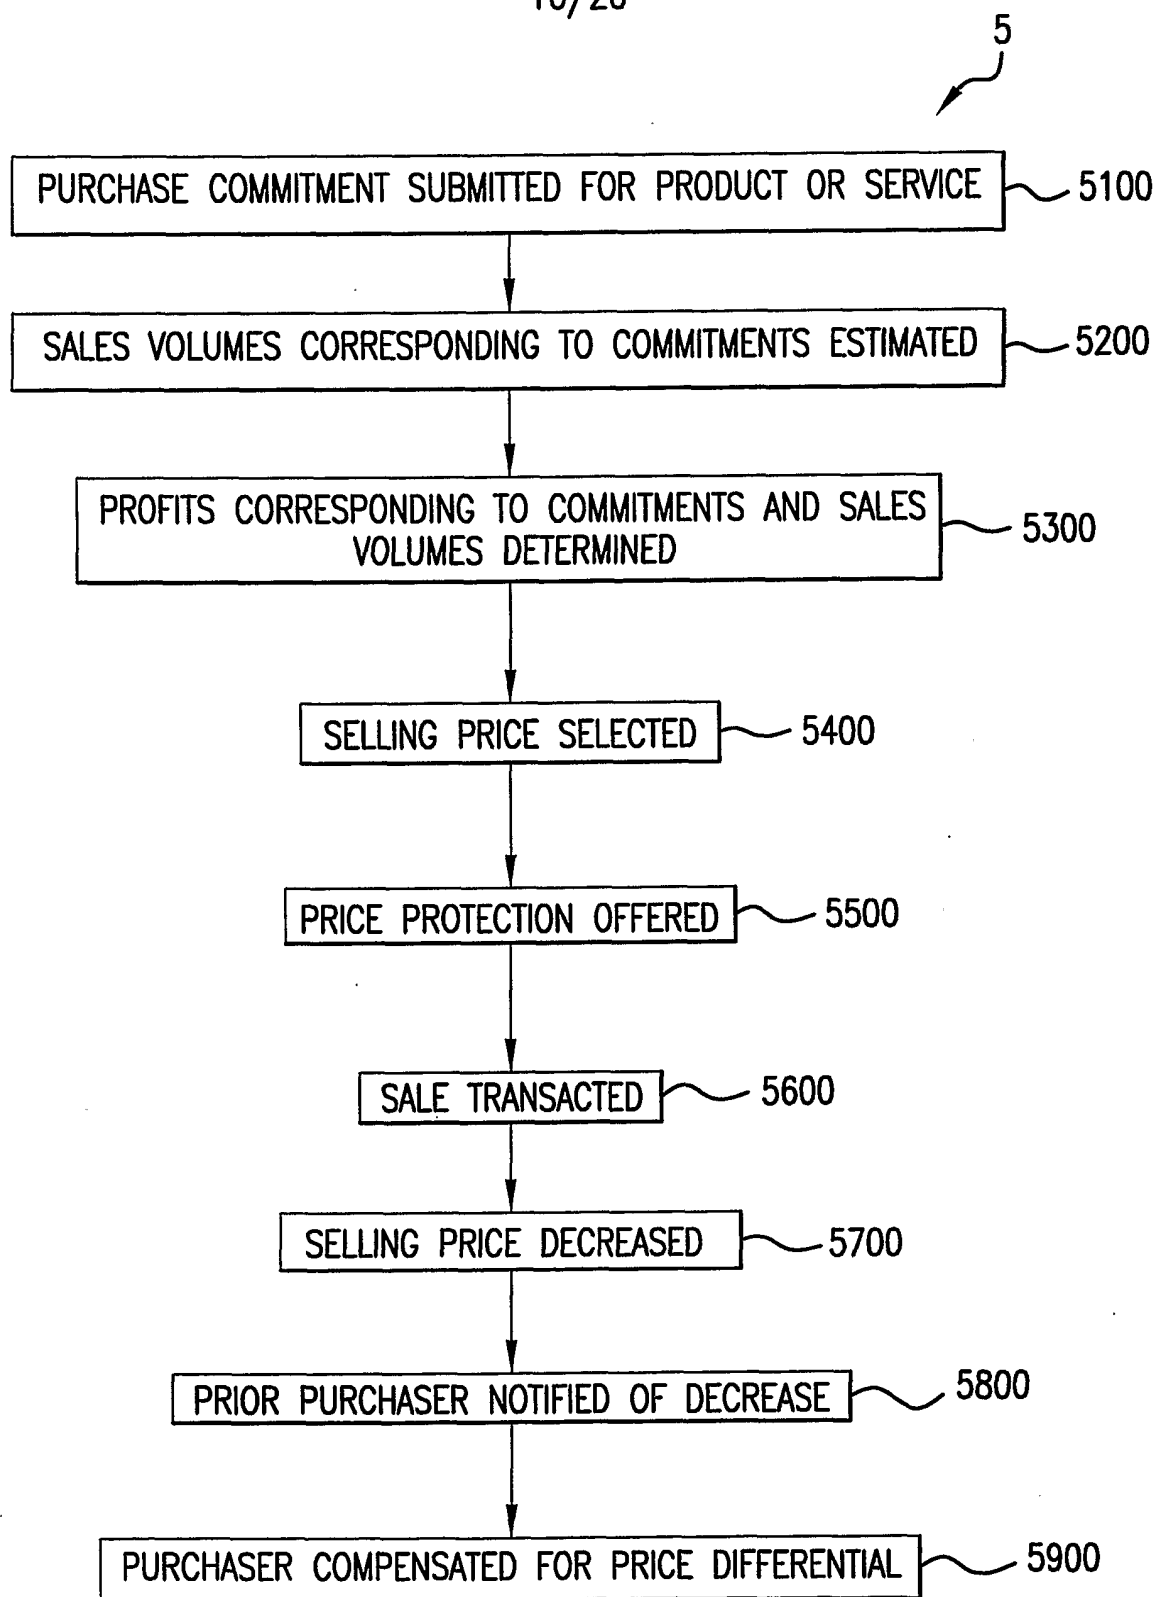 5
PURCHASE COMMITMENT SUBMITTED FOR PRODUCT OR SERVICE
5100
SALES VOLUMES CORRESPONDING TO COMMITMENTS ESTIMATED
5200
PROFITS CORRESPONDING TO COMMITMENTS AND SALES
VOLUMES DETERMINED
5300
SELLING PRICE SELECTED
5400
PRICE PROTECTION OFFERED
5500
SALE TRANSACTED
5600
SELLING PRICE DECREASED
5700
PRIOR PURCHASER NOTIFIED OF DECREASE
5800
PURCHASER COMPENSATED FOR PRICE DIFFERENTIAL
5900